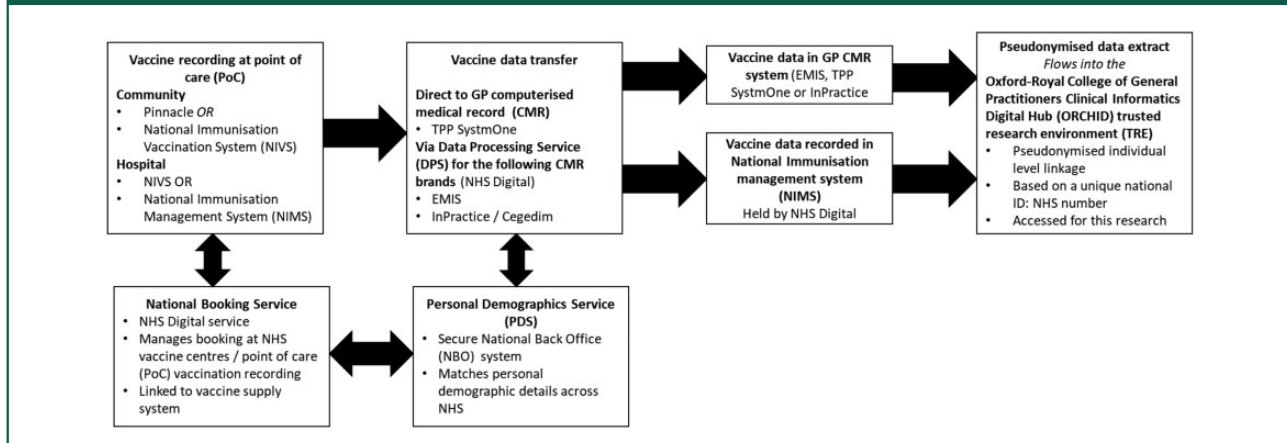 Vaccine recording at point of
care (PoC)
Community
• Pinnacle OR
• National Immunisation
Vaccination System (NIVS)
Hospital
• NIVS OR
• National Immunisation
Management System (NIMS)
Vaccine data transfer
Direct to GP computerised
medical record (CMR)
• TPP SystmOne
Via Data Processing Service
(DPS) for the following CMR
brands (NHS Digital)
• EMIS
• InPractice / Cegedim
Vaccine data in GP CMR
system (EMIS, TPP
SystmOne or InPractice
Vaccine data recorded in
National Immunisation
management system
(NIMS)
Held by NHS Digital
Pseudonymised data extract
Flows into the
Oxford-Royal College of General
Practitioners Clinical Informatics
Digital Hub (ORCHID) trusted
research environment (TRE)
• Pseudonymised individual
level linkage
• Based on a unique national
ID: NHS number
• Accessed for this research
National Booking Service
• NHS Digital service
• Manages booking at NHS
vaccine centres / point of care
(PoC) vaccination recording
• Linked to vaccine supply
system
Personal Demographics Service
(PDS)
• Secure National Back Office
(NBO) system
• Matches personal
demographic details across
NHS